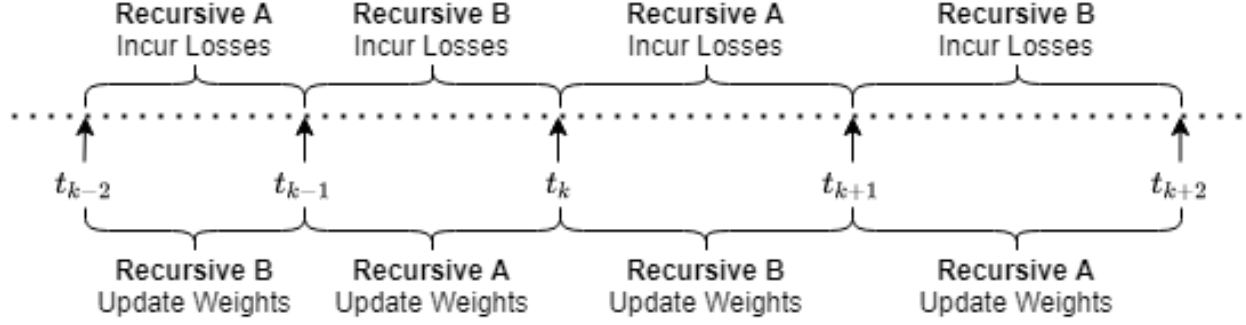 Recursive A
Incur Losses
Recursive B
Incur Losses
Recursive A
Incur Losses
Recursive B
Incur Losses
t_{k-2}
t_{k-1}
t_k
t_{k+1}
t_{k+2}
Recursive B
Update Weights
Recursive A
Update Weights
Recursive B
Update Weights
Recursive A
Update Weights